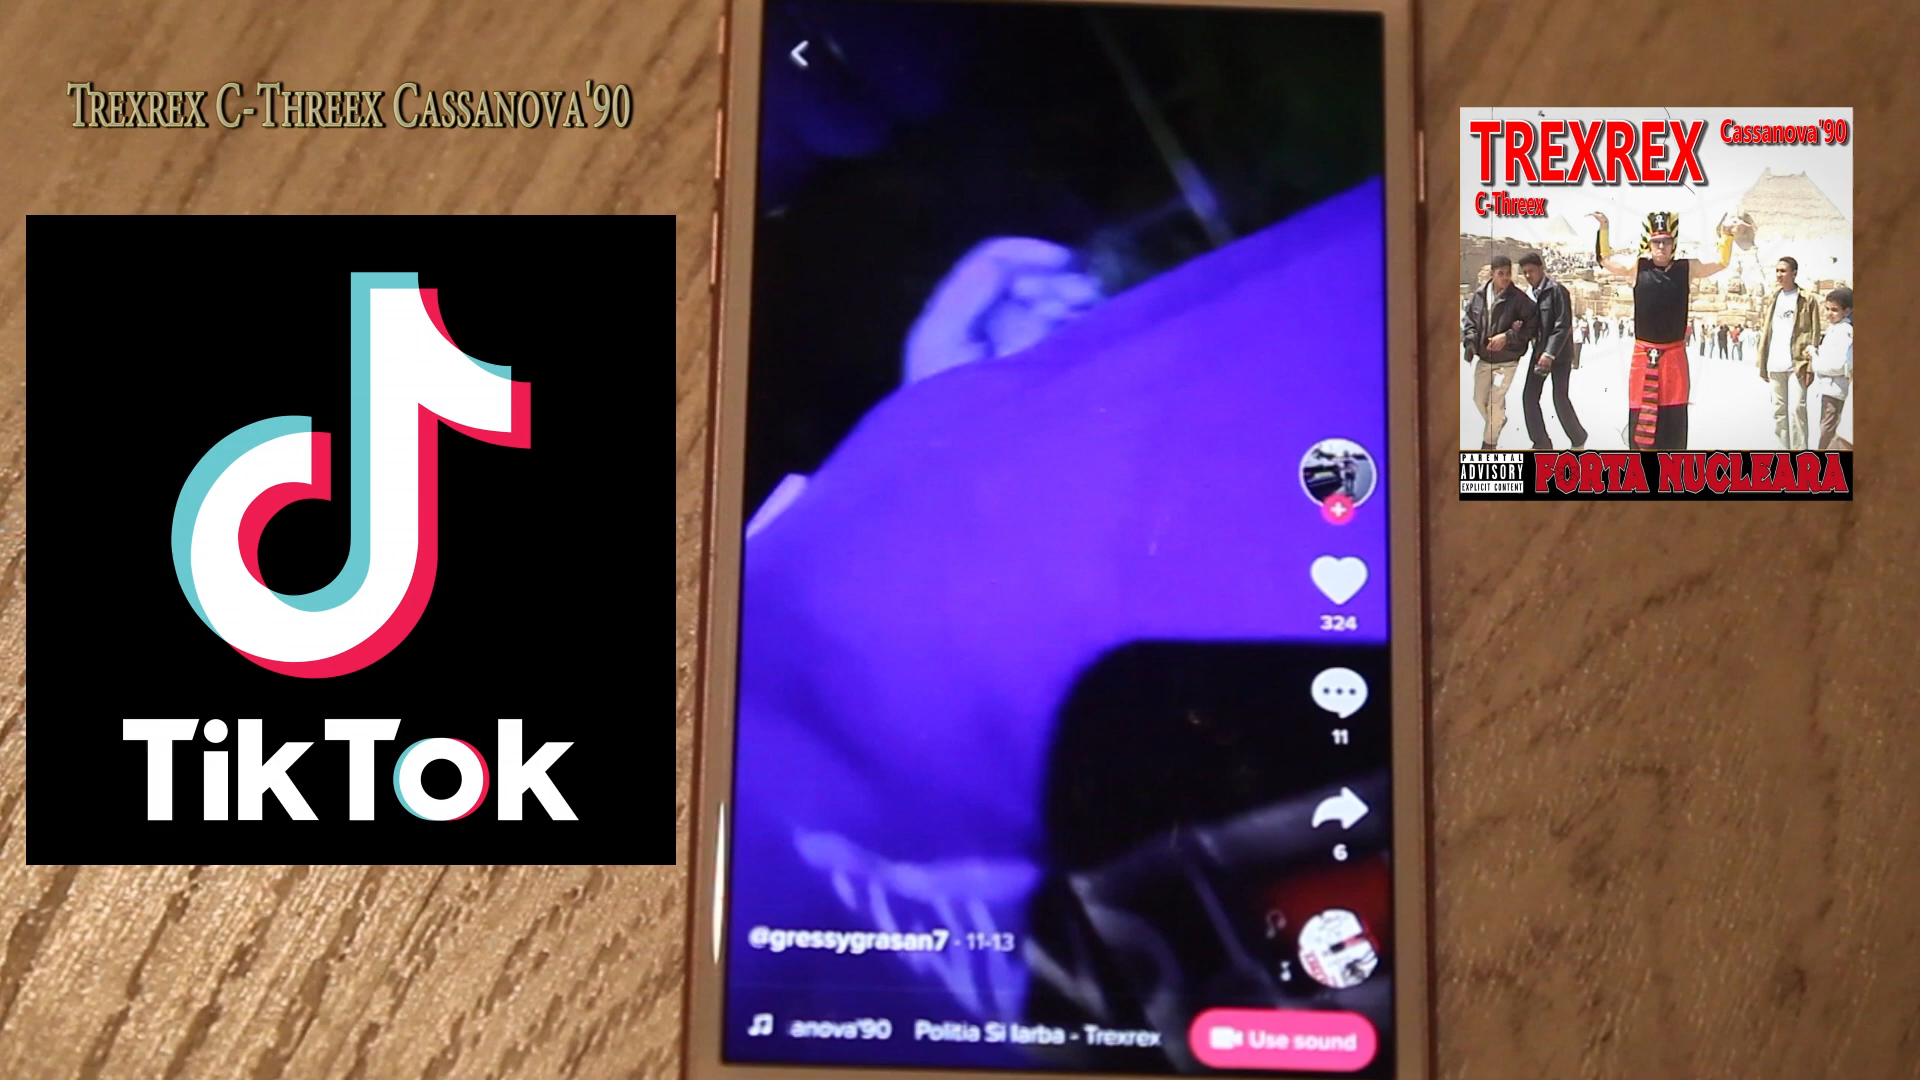 TREXREX C-THREEX CASSANOVA'90
TikTok
324
11
6
@gressygrasan7 · 11-13
anova'90 Politia Si Iarba - Trexrex
Use sound
TREXREX
Cassanova'90
C-Threex
PARENTAL
ADVISORY
EXPLICIT CONTENT
FORTA NUCLEARA